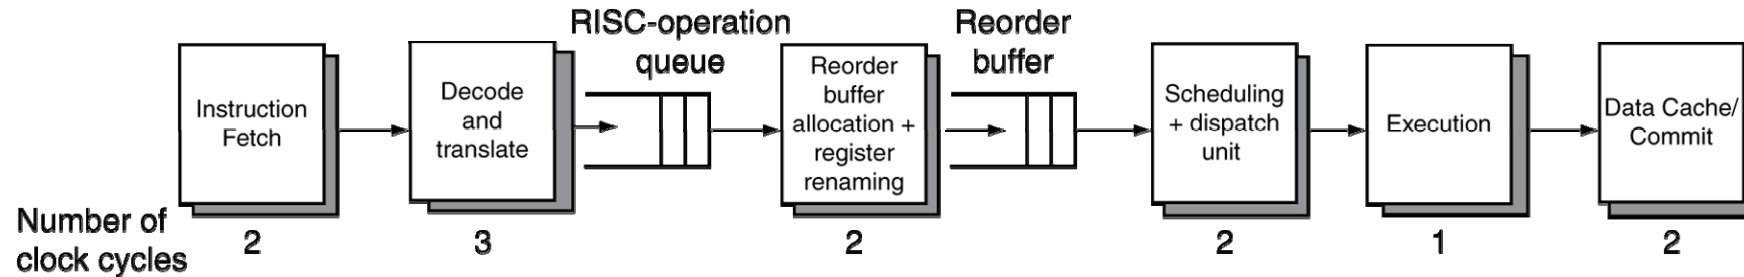 Instruction
Fetch
Decode
and
translate
RISC-operation
queue
Reorder
buffer
allocation +
register
renaming
Reorder
buffer
Scheduling
+ dispatch
unit
Execution
Data Cache/
Commit
Number of
clock cycles
2
3
2
2
1
2